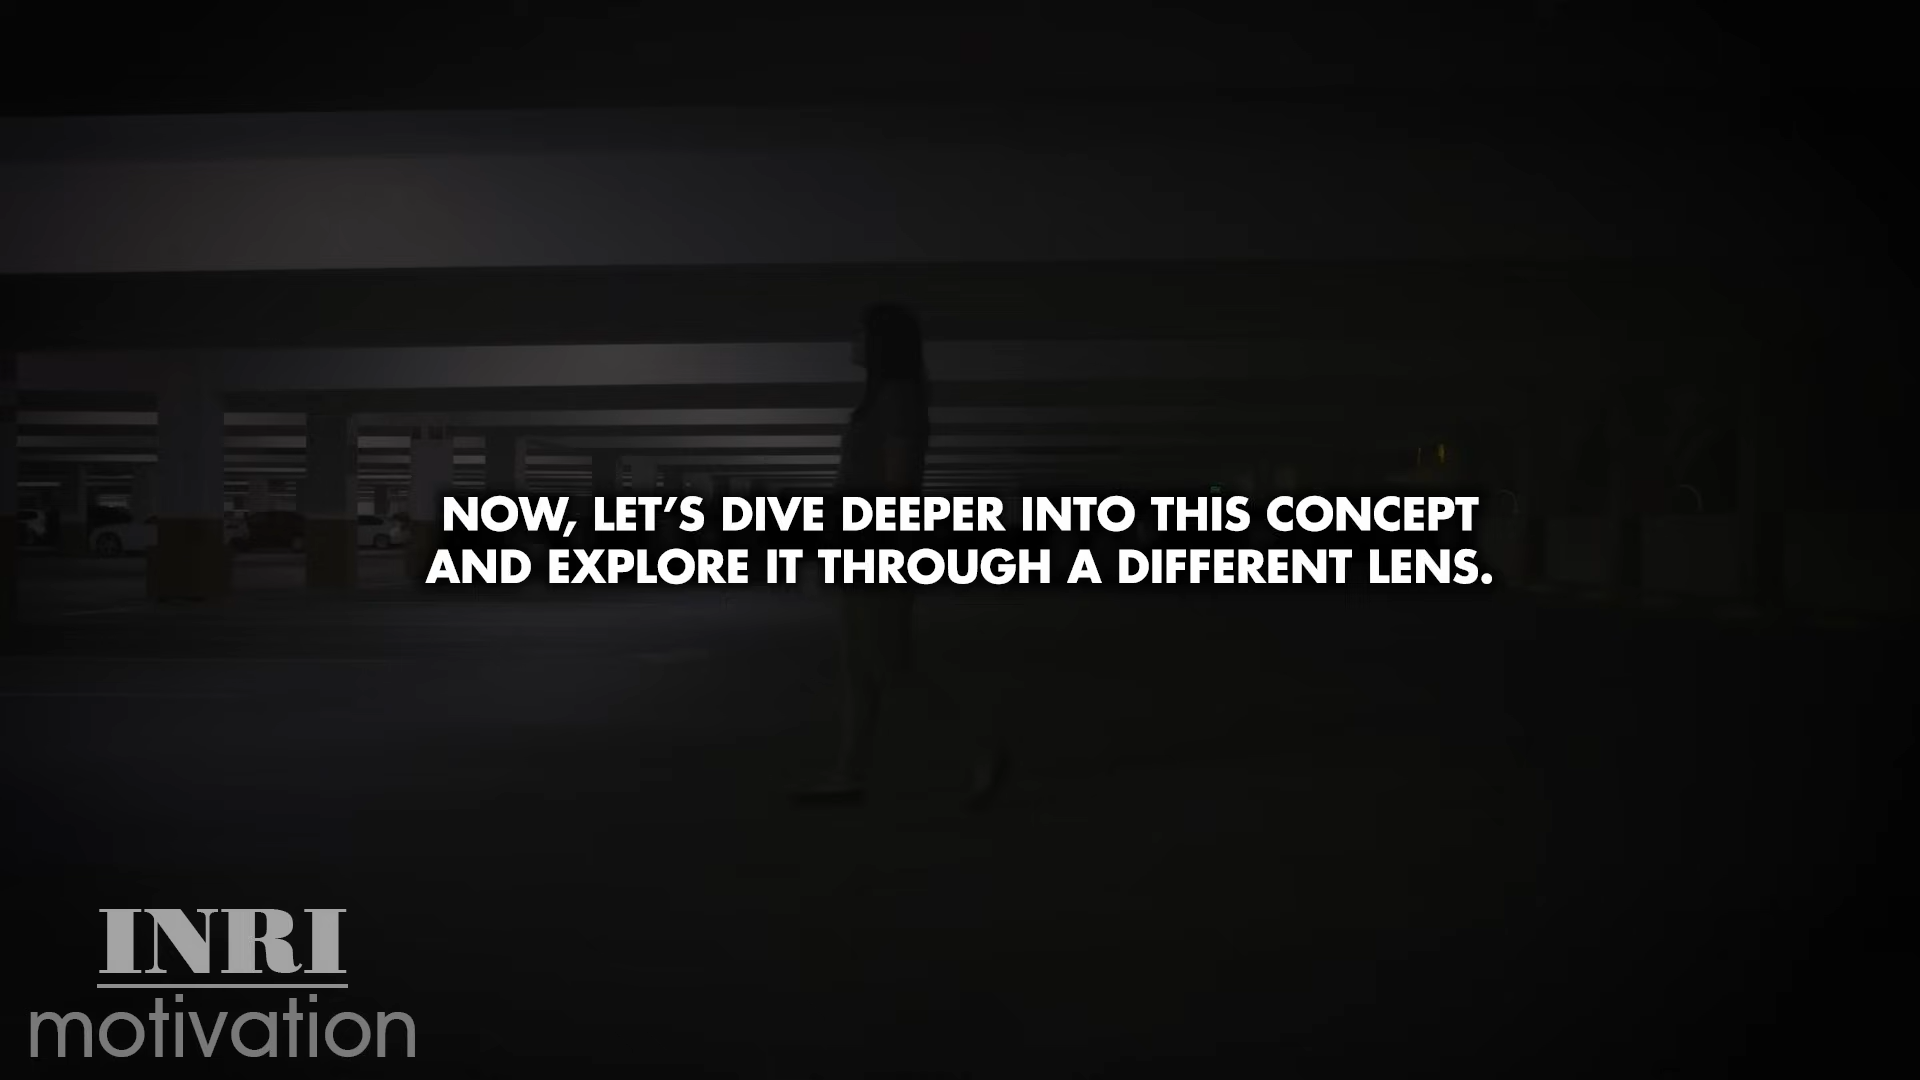 NOW, LET'S DIVE DEEPER INTO THIS CONCEPT
AND EXPLORE IT THROUGH A DIFFERENT LENS.
INRI
motivation